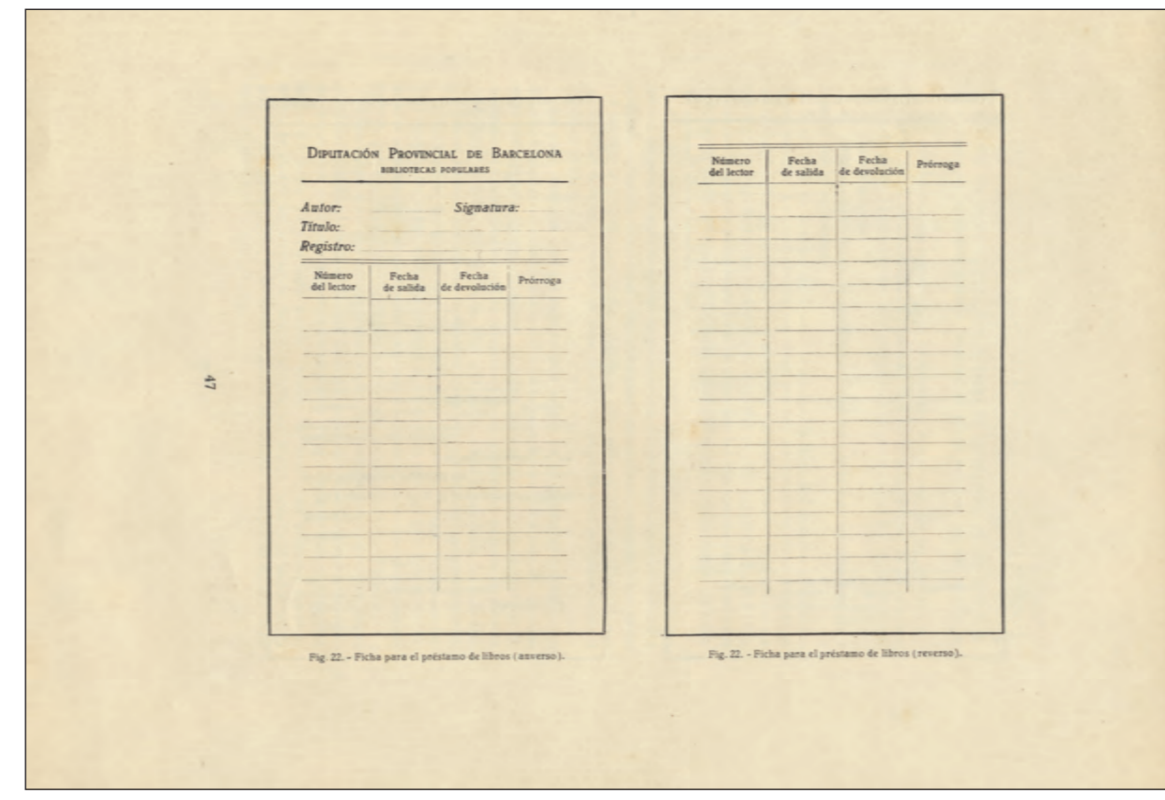 DIPUTACIÓN PROVINCIAL DE BARCELONA
BIBLIOTECAS POPULARES
Autor: Signatura:
Título:
Registro:
Número del lector Fecha de salida Fecha de devolución Prórroga
Fig. 22. - Ficha para el préstamo de libros (anverso).
Número del lector Fecha de salida Fecha de devolución Prórroga
Fig. 22. - Ficha para el préstamo de libros (reverso).
47